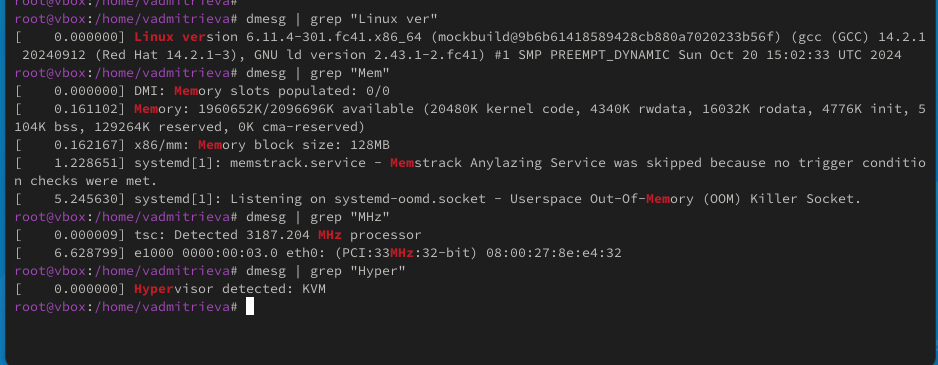 root@vbox:/home/vadmitrieva#
root@vbox:/home/vadmitrieva# dmesg | grep "Linux ver"
[    0.000000] Linux version 6.11.4-301.fc41.x86_64 (mockbuild@9b6b61418589428cb880a7020233b56f) (gcc (GCC) 14.2.1
 20240912 (Red Hat 14.2.1-3), GNU ld version 2.43.1-2.fc41) #1 SMP PREEMPT_DYNAMIC Sun Oct 20 15:02:33 UTC 2024
root@vbox:/home/vadmitrieva# dmesg | grep "Mem"
[    0.000000] DMI: Memory slots populated: 0/0
[    0.161102] Memory: 1960652K/2096696K available (20480K kernel code, 4340K rwdata, 16032K rodata, 4776K init, 5
104K bss, 129264K reserved, 0K cma-reserved)
[    0.162167] x86/mm: Memory block size: 128MB
[    1.228651] systemd[1]: memstrack.service - Memstrack Anylazing Service was skipped because no trigger conditio
n checks were met.
[    5.245630] systemd[1]: Listening on systemd-oomd.socket - Userspace Out-Of-Memory (OOM) Killer Socket.
root@vbox:/home/vadmitrieva# dmesg | grep "MHz"
[    0.000009] tsc: Detected 3187.204 MHz processor
[    6.628799] e1000 0000:00:03.0 eth0: (PCI:33MHz:32-bit) 08:00:27:8e:e4:32
root@vbox:/home/vadmitrieva# dmesg | grep "Hyper"
[    0.000000] Hypervisor detected: KVM
root@vbox:/home/vadmitrieva#